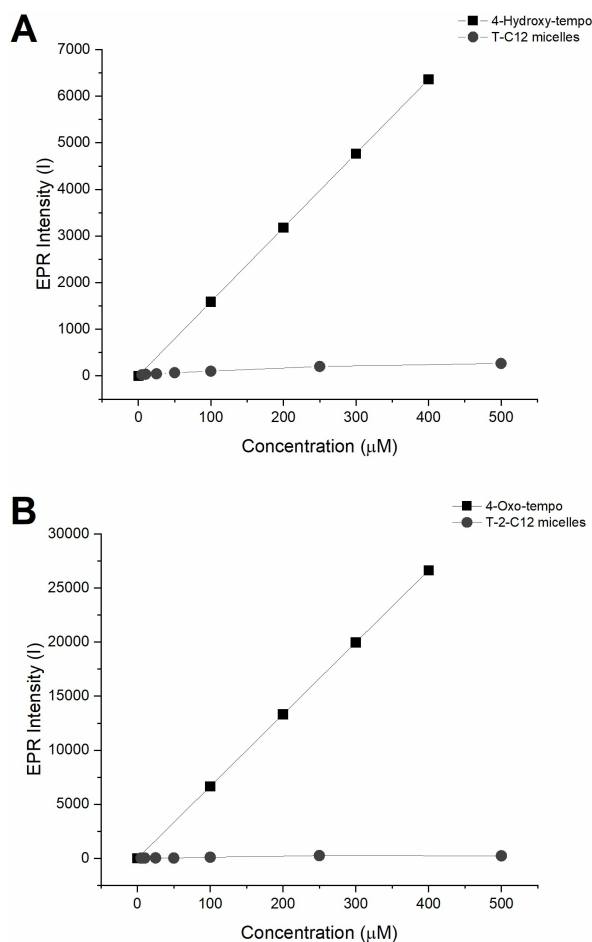 A
4-Hydroxy-tempo
T-C12 micelles
7000
6000
5000
4000
3000
2000
1000
0
EPR Intensity (I)
0 100 200 300 400 500
Concentration (μM)
B
4-Oxo-tempo
T-2-C12 micelles
30000
25000
20000
15000
10000
5000
0
EPR Intensity (I)
0 100 200 300 400 500
Concentration (μM)